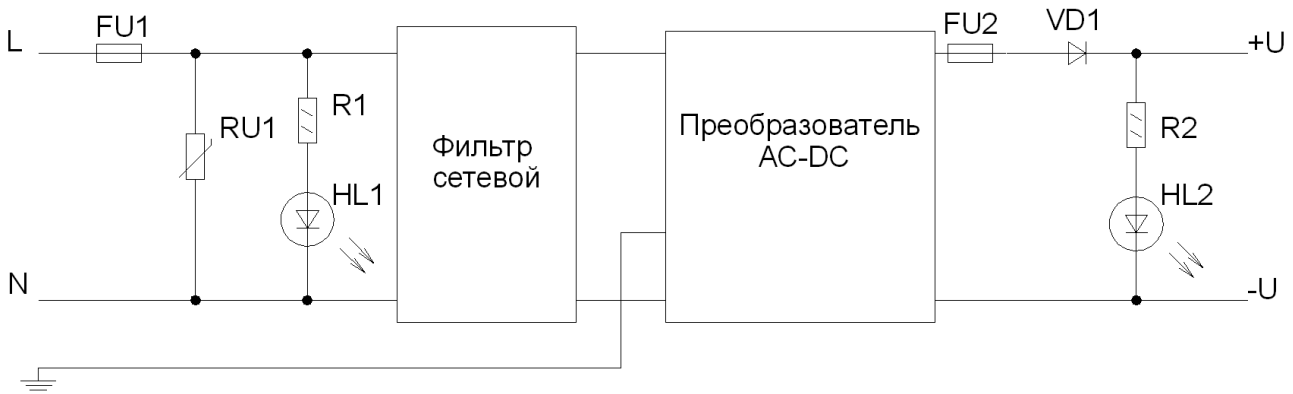 L
FU1
RU1
R1
HL1
N
Фильтр
сетевой
Преобразователь
AC-DC
FU2
VD1
+U
R2
HL2
-U